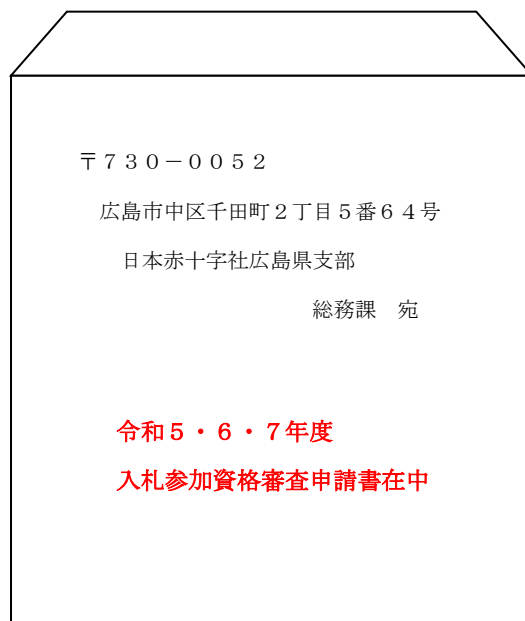 〒７３０－００５２
広島市中区千田町２丁目５番６４号
日本赤十字社広島県支部
総務課　宛
令和５・６・７年度
入札参加資格審査申請書在中